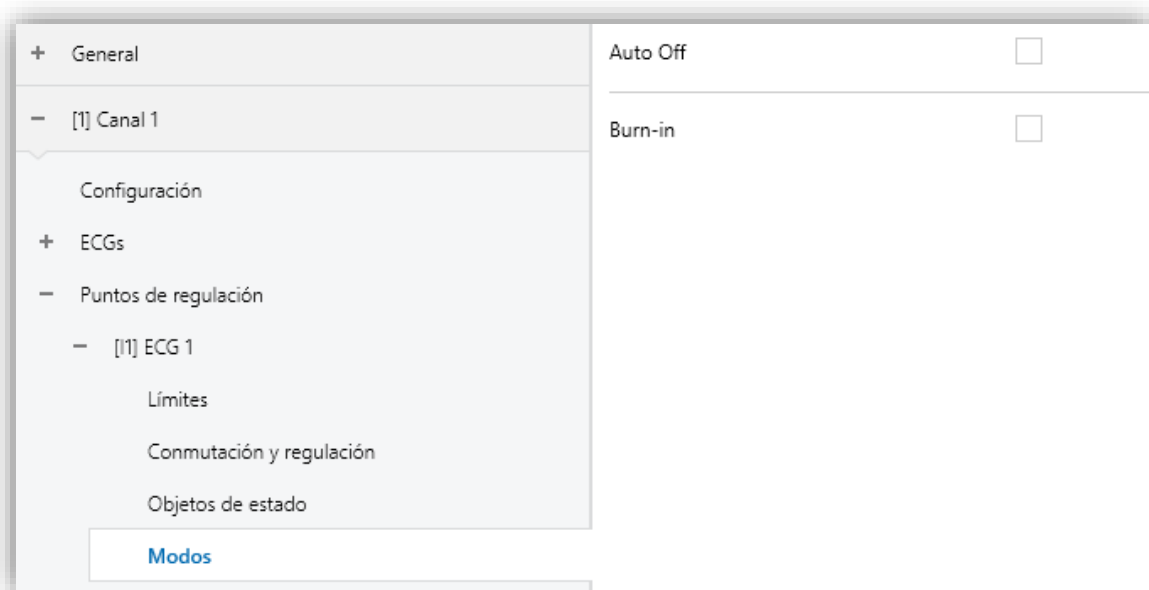 + General
− [1] Canal 1
Configuración
+ ECGs
− Puntos de regulación
− [I1] ECG 1
Límites
Conmutación y regulación
Objetos de estado
Modos
Auto Off
Burn-in